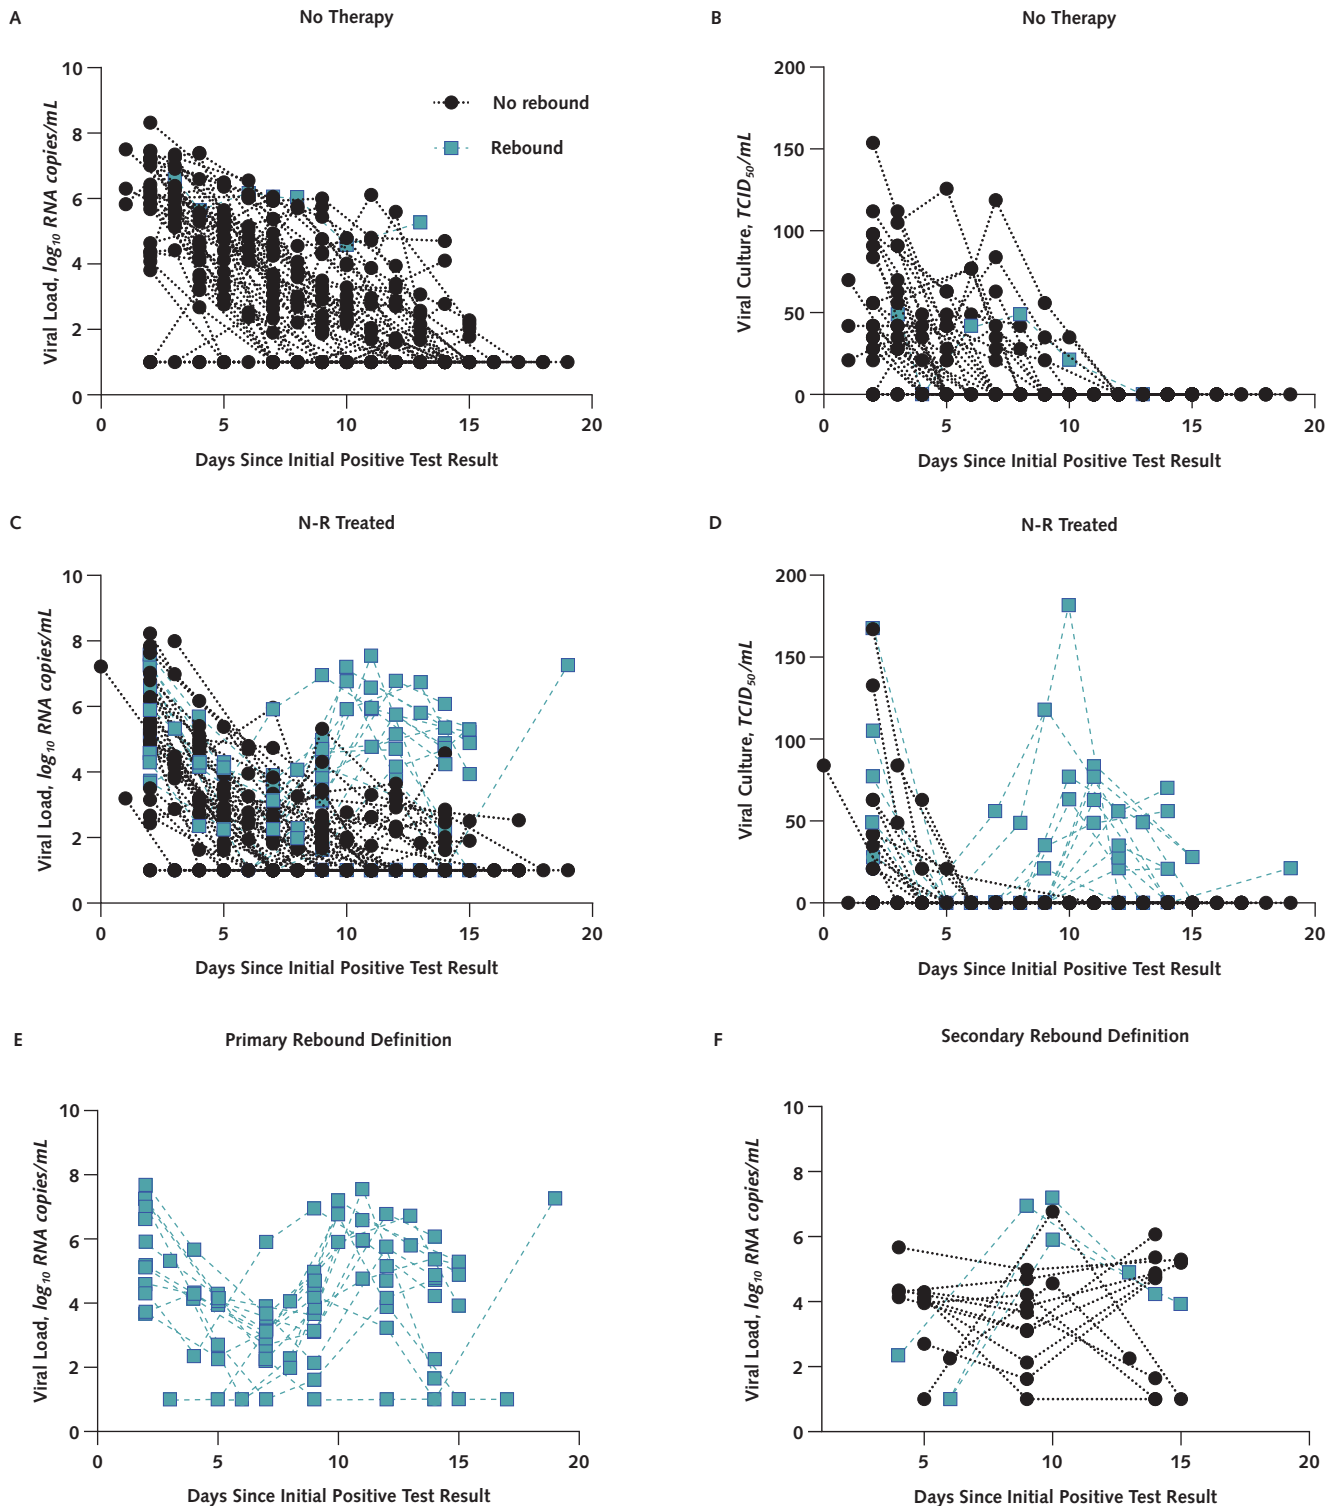 A
No Therapy
B
No Therapy
10
8
6
4
2
0
Viral Load, log10 RNA copies/mL
No rebound
Rebound
0
5
10
15
20
Days Since Initial Positive Test Result
200
150
100
50
0
Viral Culture, TCID50/mL
0
5
10
15
20
Days Since Initial Positive Test Result
C
N-R Treated
D
N-R Treated
10
8
6
4
2
0
Viral Load, log10 RNA copies/mL
0
5
10
15
20
Days Since Initial Positive Test Result
200
150
100
50
0
Viral Culture, TCID50/mL
0
5
10
15
20
Days Since Initial Positive Test Result
E
Primary Rebound Definition
F
Secondary Rebound Definition
10
8
6
4
2
0
Viral Load, log10 RNA copies/mL
0
5
10
15
20
Days Since Initial Positive Test Result
10
8
6
4
2
0
Viral Load, log10 RNA copies/mL
5
10
15
20
Days Since Initial Positive Test Result